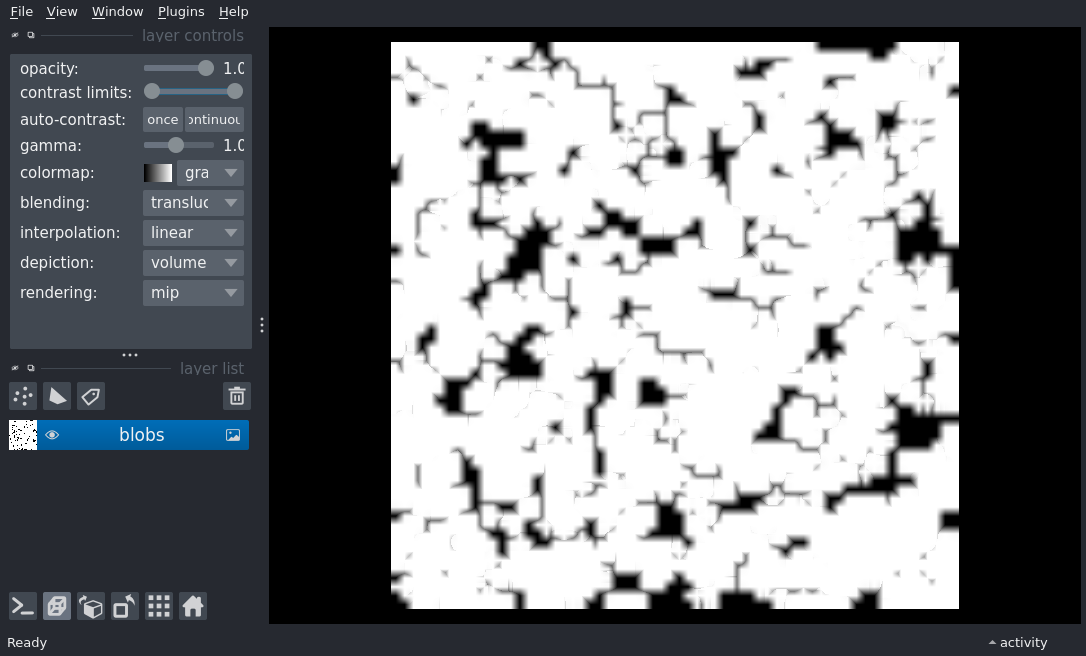 File View Window Plugins Help
layer controls
opacity: 1.0
contrast limits:
auto-contrast: once ontinuou
gamma: 1.0
colormap: gra
blending: transluc
interpolation: linear
depiction: volume
rendering: mip
layer list
blobs
Ready activity